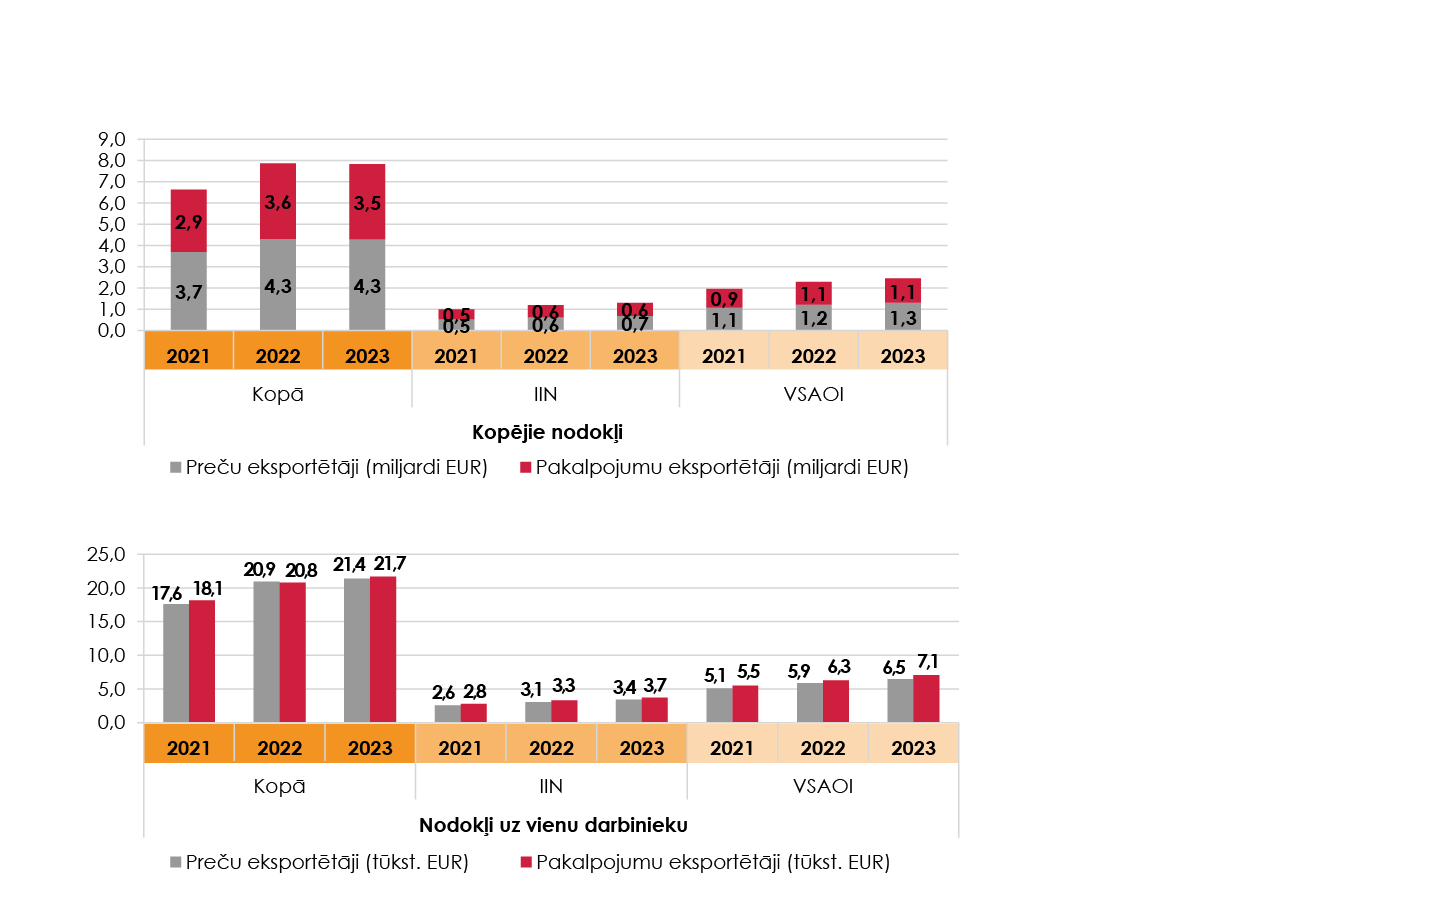 9,0
8,0
7,0
6,0
5,0
4,0
3,0
2,0
1,0
0,0
2,9 3,6 3,5 0,5 0,6 0,6 0,9 1,1 1,1
3,7 4,3 4,3 0,5 0,6 0,7 1,1 1,2 1,3
2021 2022 2023 2021 2022 2023 2021 2022 2023
Kopā IIN VSAOI
Kopējie nodokļi
Preču eksportētāji (miljardi EUR) Pakalpojumu eksportētāji (miljardi EUR)
25,0
20,0
15,0
10,0
5,0
0,0
17,6 18,1 20,9 20,8 21,4 21,7 2,6 2,8 3,1 3,3 3,4 3,7 5,1 5,5 5,9 6,3 6,5 7,1
2021 2022 2023 2021 2022 2023 2021 2022 2023
Kopā IIN VSAOI
Nodokļi uz vienu darbinieku
Preču eksportētāji (tūkst. EUR) Pakalpojumu eksportētāji (tūkst. EUR)